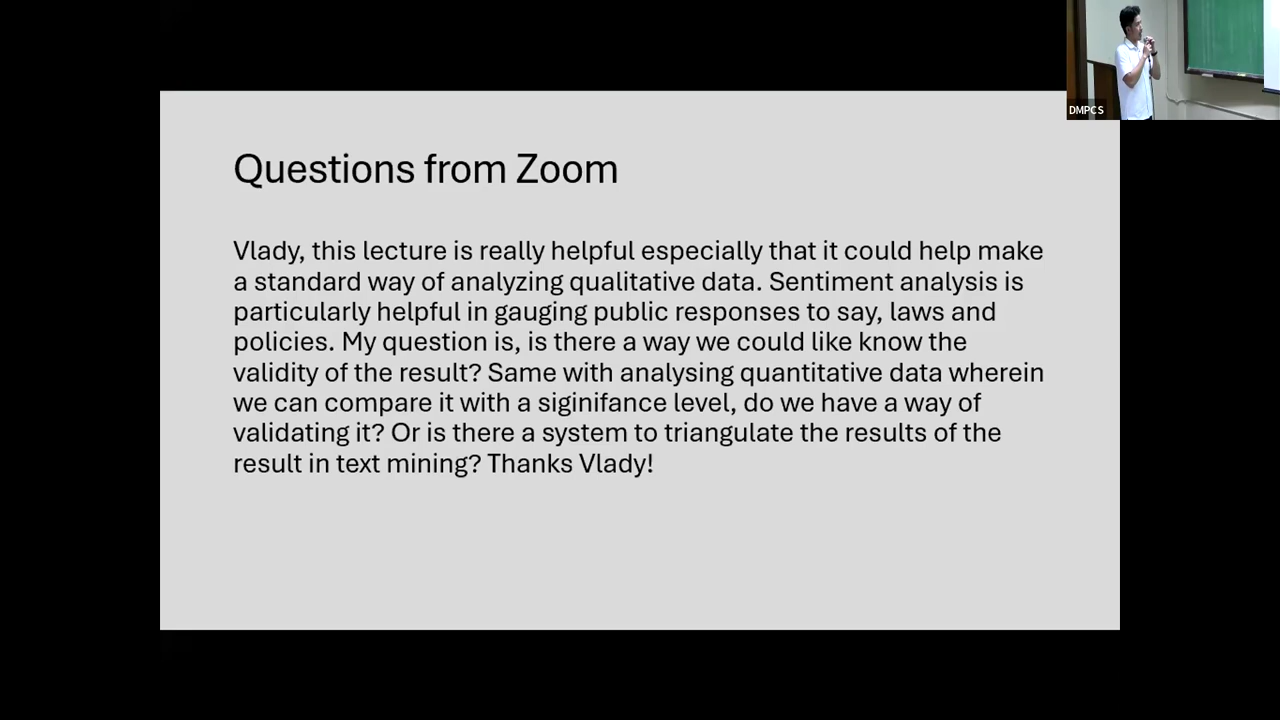 DMPCS
Questions from Zoom
Vlady, this lecture is really helpful especially that it could help make
a standard way of analyzing qualitative data. Sentiment analysis is
particularly helpful in gauging public responses to say, laws and
policies. My question is, is there a way we could like know the
validity of the result? Same with analysing quantitative data wherein
we can compare it with a siginifance level, do we have a way of
validating it? Or is there a system to triangulate the results of the
result in text mining? Thanks Vlady!